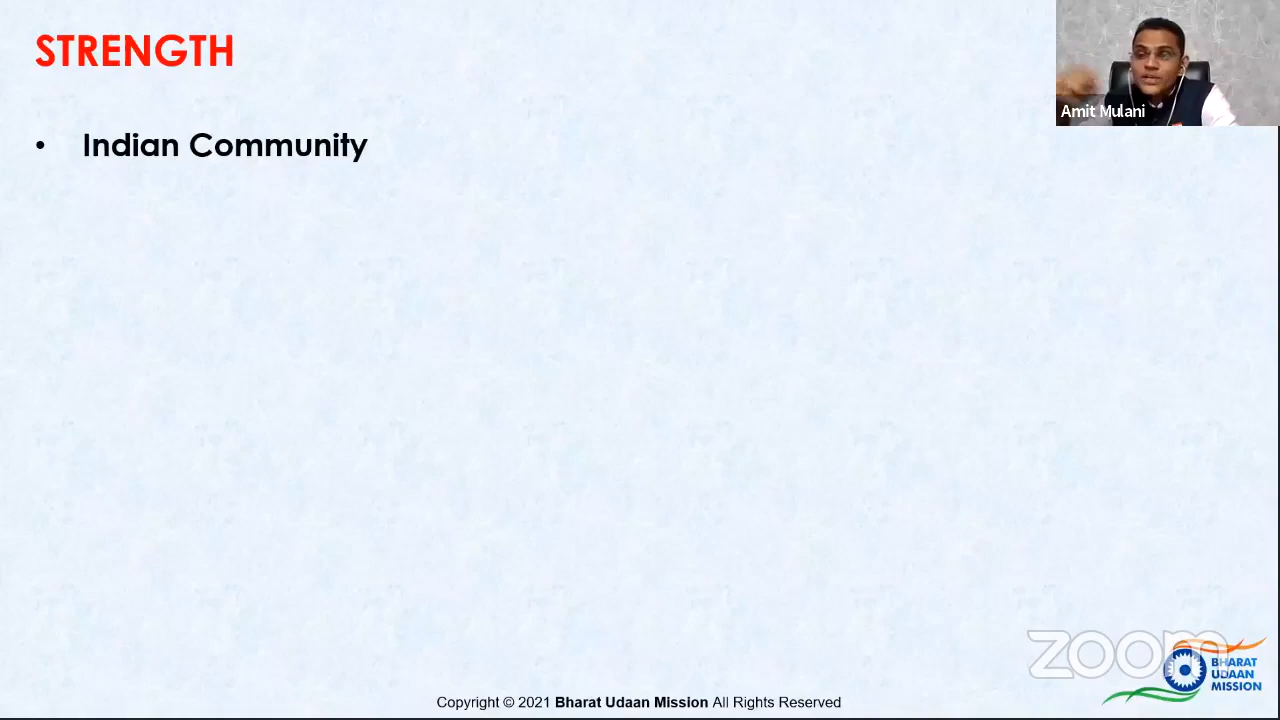 STRENGTH
Amit Mulani
• Indian Community
zoom
BHARAT
UDAAN
MISSION
Copyright © 2021 Bharat Udaan Mission All Rights Reserved